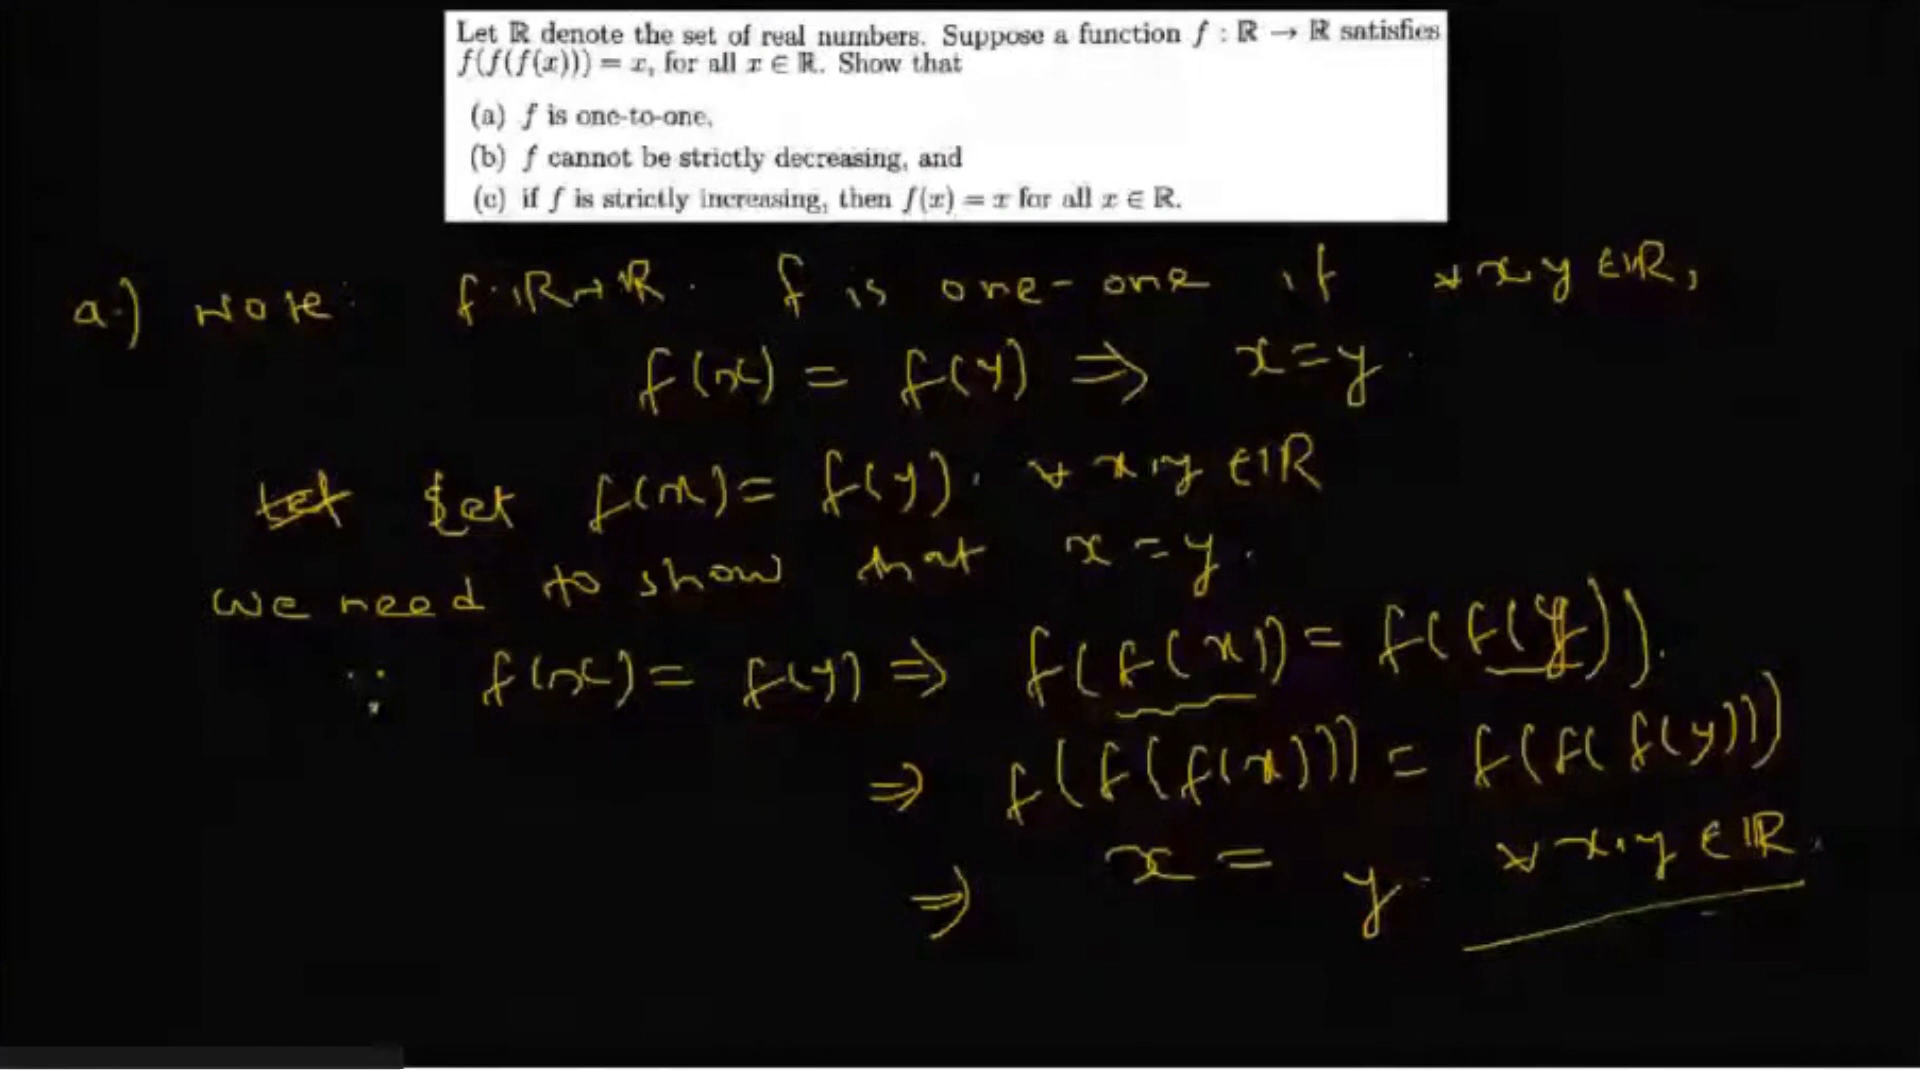 Let ℝ denote the set of real numbers. Suppose a function f : ℝ → ℝ satisfies
f(f(f(x))) = x, for all x ∈ ℝ. Show that
(a) f is one-to-one,
(b) f cannot be strictly decreasing, and
(c) if f is strictly increasing, then f(x) = x for all x ∈ ℝ.
a.) Note: f: ℝ → ℝ. f is one-one if ∀ x, y ∈ ℝ,
f(x) = f(y) ⇒ x = y.
Let Let f(x) = f(y). ∀ x, y ∈ ℝ
We need to show that x = y.
∵ f(x) = f(y) ⇒ f(f(x)) = f(f(y)).
⇒ f(f(f(x))) = f(f(f(y)))
⇒ x = y ∀ x, y ∈ ℝ.